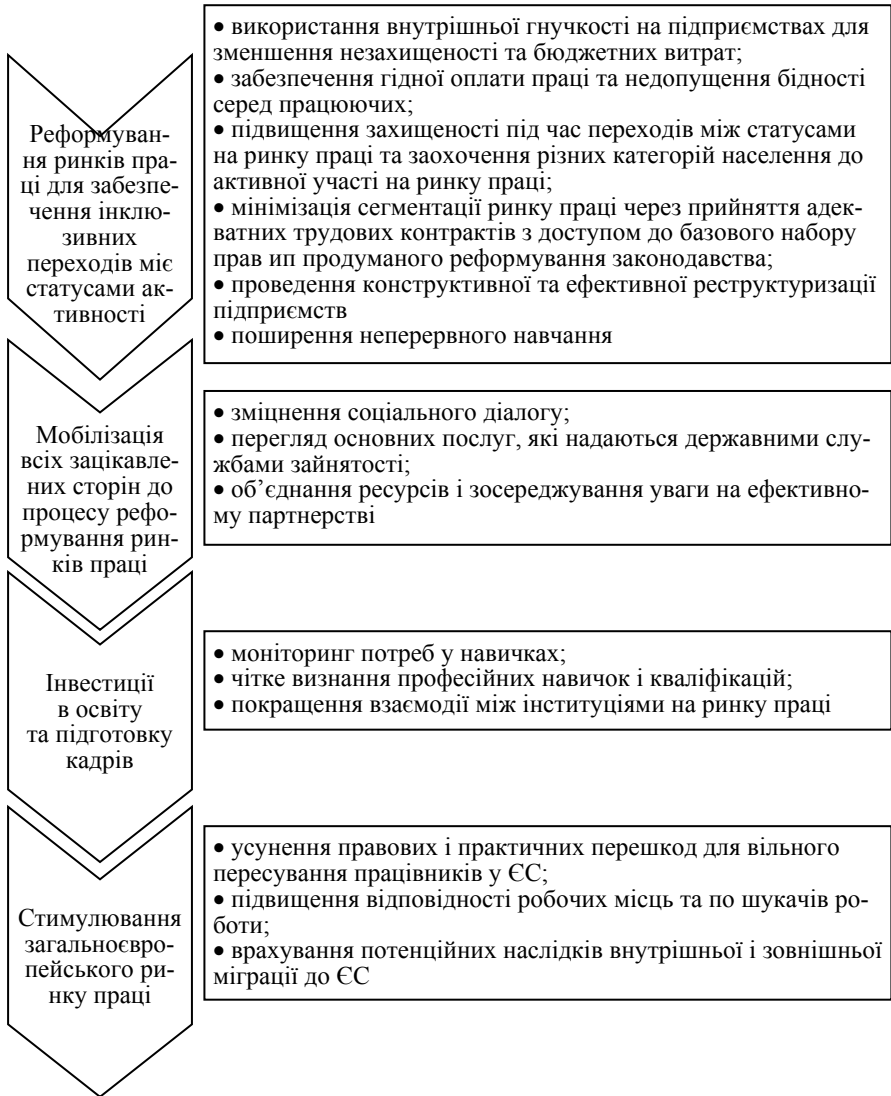 Реформуван-
ня ринків пра-
ці для забезпе-
чення інклю-
зивних
переходів міє
статусами ак-
тивності
• використання внутрішньої гнучкості на підприємствах для
зменшення незахищеності та бюджетних витрат;
• забезпечення гідної оплати праці та недопущення бідності
серед працюючих;
• підвищення захищеності під час переходів між статусами
на ринку праці та заохочення різних категорій населення до
активної участі на ринку праці;
• мінімізація сегментації ринку праці через прийняття адек-
ватних трудових контрактів з доступом до базового набору
прав ип продуманого реформування законодавства;
• проведення конструктивної та ефективної реструктуризації
підприємств
• поширення неперервного навчання
Мобілізація
всіх зацікавле-
них сторін до
процесу рефо-
рмування рин-
ків праці
• зміцнення соціального діалогу;
• перегляд основних послуг, які надаються державними слу-
жбами зайнятості;
• об’єднання ресурсів і зосереджування уваги на ефективно-
му партнерстві
Інвестиції
в освіту
та підготовку
кадрів
• моніторинг потреб у навичках;
• чітке визнання професійних навичок і кваліфікацій;
• покращення взаємодії між інституціями на ринку праці
Стимулювання
загальноєвро-
пейського ри-
нку праці
• усунення правових і практичних перешкод для вільного
пересування працівників у ЄС;
• підвищення відповідності робочих місць та по шукачів ро-
боти;
• врахування потенційних наслідків внутрішньої і зовнішньої
міграції до ЄС